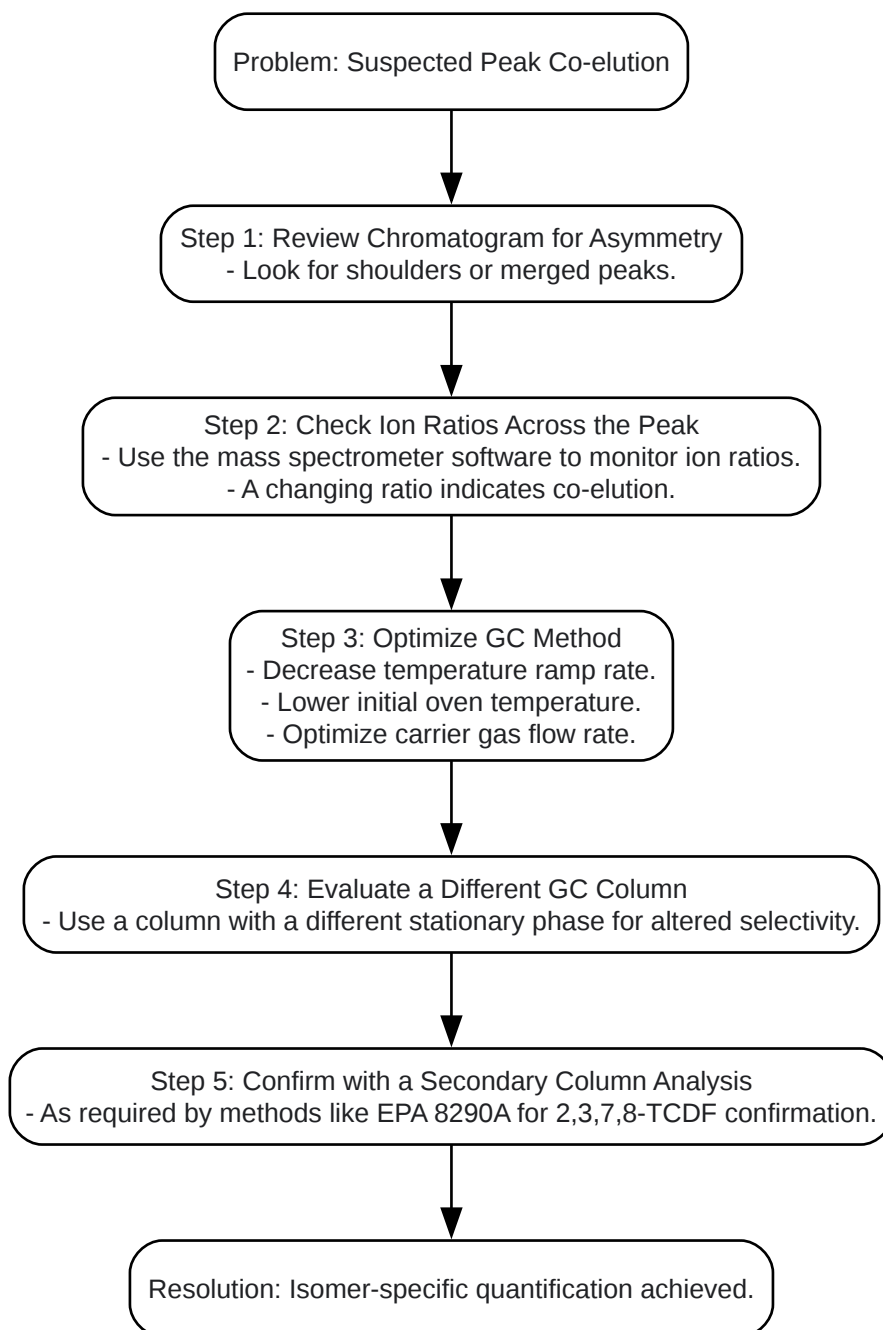 Problem: Suspected Peak Co-elution
Step 1: Review Chromatogram for Asymmetry
- Look for shoulders or merged peaks.
Step 2: Check Ion Ratios Across the Peak
- Use the mass spectrometer software to monitor ion ratios.
- A changing ratio indicates co-elution.
Step 3: Optimize GC Method
- Decrease temperature ramp rate.
- Lower initial oven temperature.
- Optimize carrier gas flow rate.
Step 4: Evaluate a Different GC Column
- Use a column with a different stationary phase for altered selectivity.
Step 5: Confirm with a Secondary Column Analysis
- As required by methods like EPA 8290A for 2,3,7,8-TCDF confirmation.
Resolution: Isomer-specific quantification achieved.